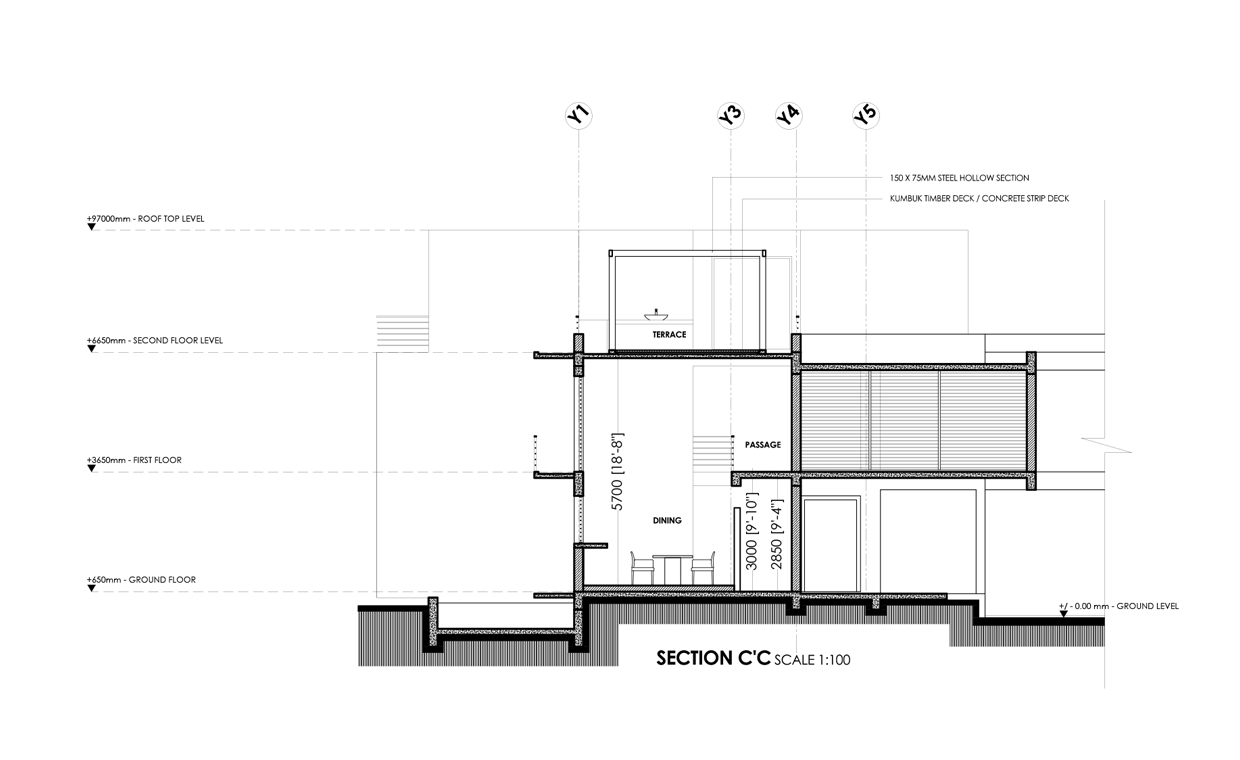 Y1
Y3
Y4
Y5
150 X 75MM STEEL HOLLOW SECTION
KUMBUK TIMBER DECK / CONCRETE STRIP DECK
+97000mm - ROOF TOP LEVEL
TERRACE
+6650mm - SECOND FLOOR LEVEL
PASSAGE
+3650mm - FIRST FLOOR
5700 [18'-8"]
DINING
3000 [9'-10"]
2850 [9'-4"]
+650mm - GROUND FLOOR
+/ - 0.00 mm - GROUND LEVEL
SECTION C'C SCALE 1:100